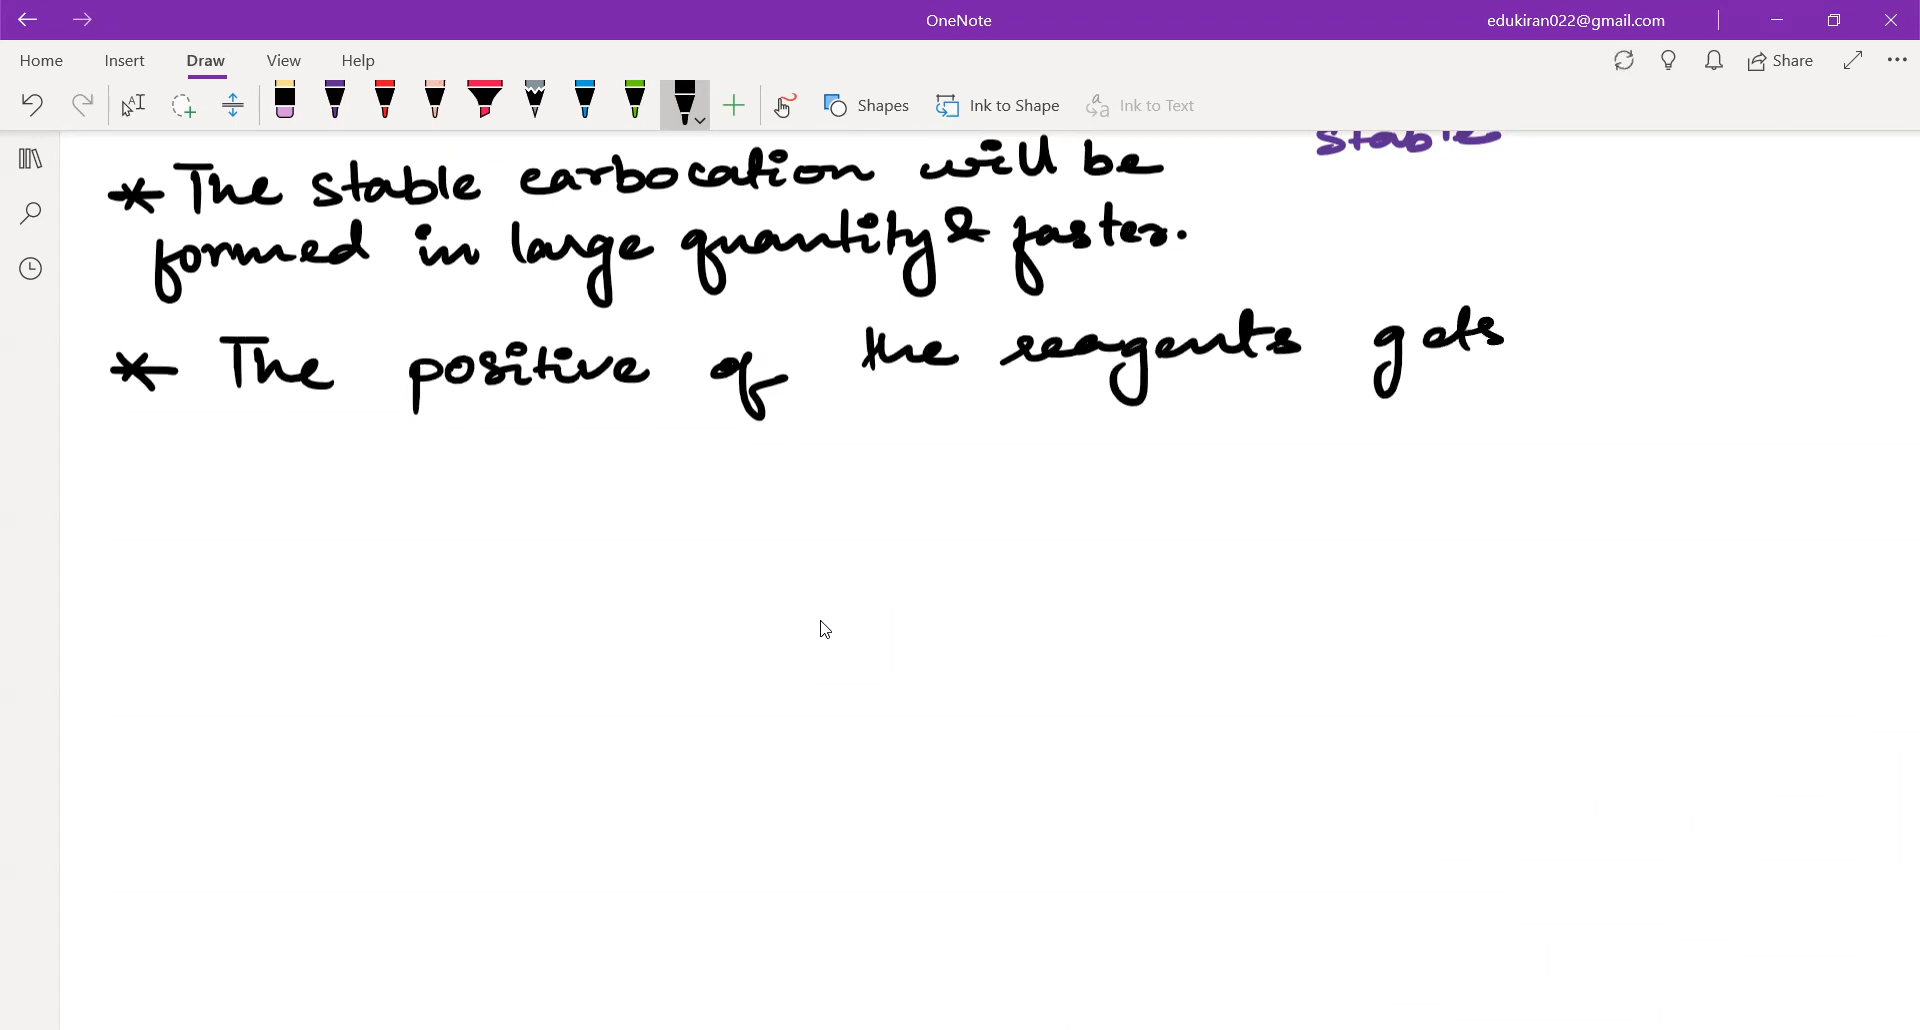 OneNote
edukiran022@gmail.com
Home Insert Draw View Help
Share
Shapes Ink to Shape Ink to Text
stable
* The stable carbocation will be
formed in large quantity & faster.
* The positive of the reagents gets